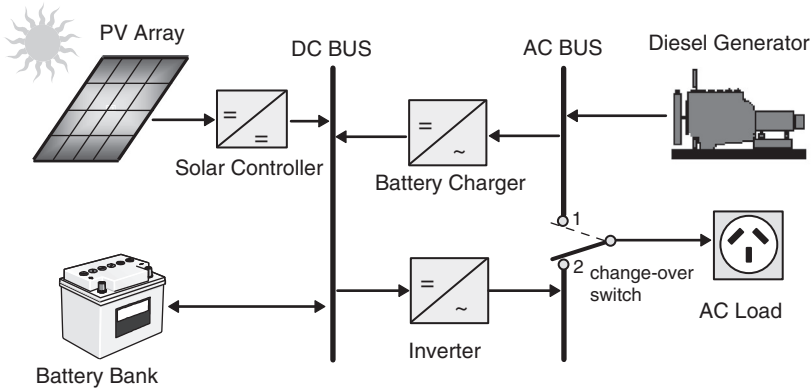 PV Array
DC BUS
AC BUS
Diesel Generator
=
=
Solar Controller
=
~
Battery Charger
1
2
change-over
switch
=
~
Inverter
AC Load
Battery Bank